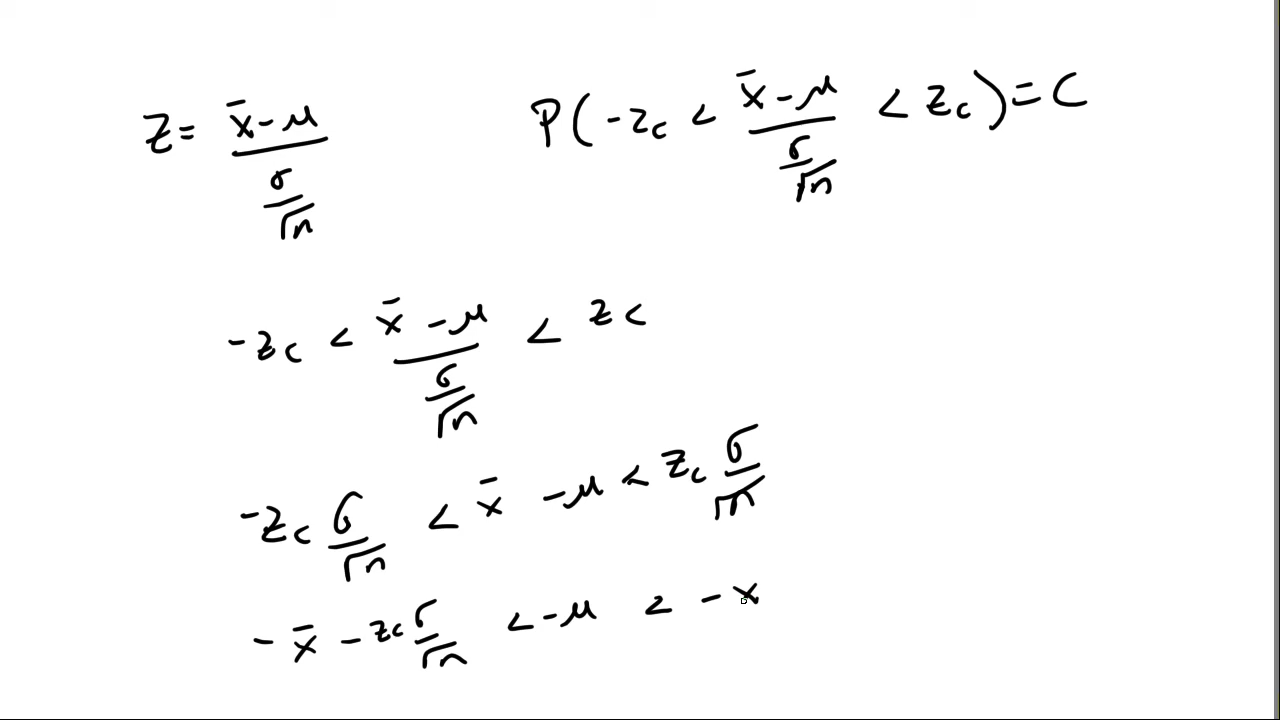 z = (x̄ − μ) / (σ/√n)    P(−z_c < (x̄ − μ) / (σ/√n) < z_c) = C
−z_c < (x̄ − μ) / (σ/√n) < z_c
−z_c σ/√n < x̄ − μ < z_c σ/√n
−x̄ − z_c σ/√n < −μ < −x